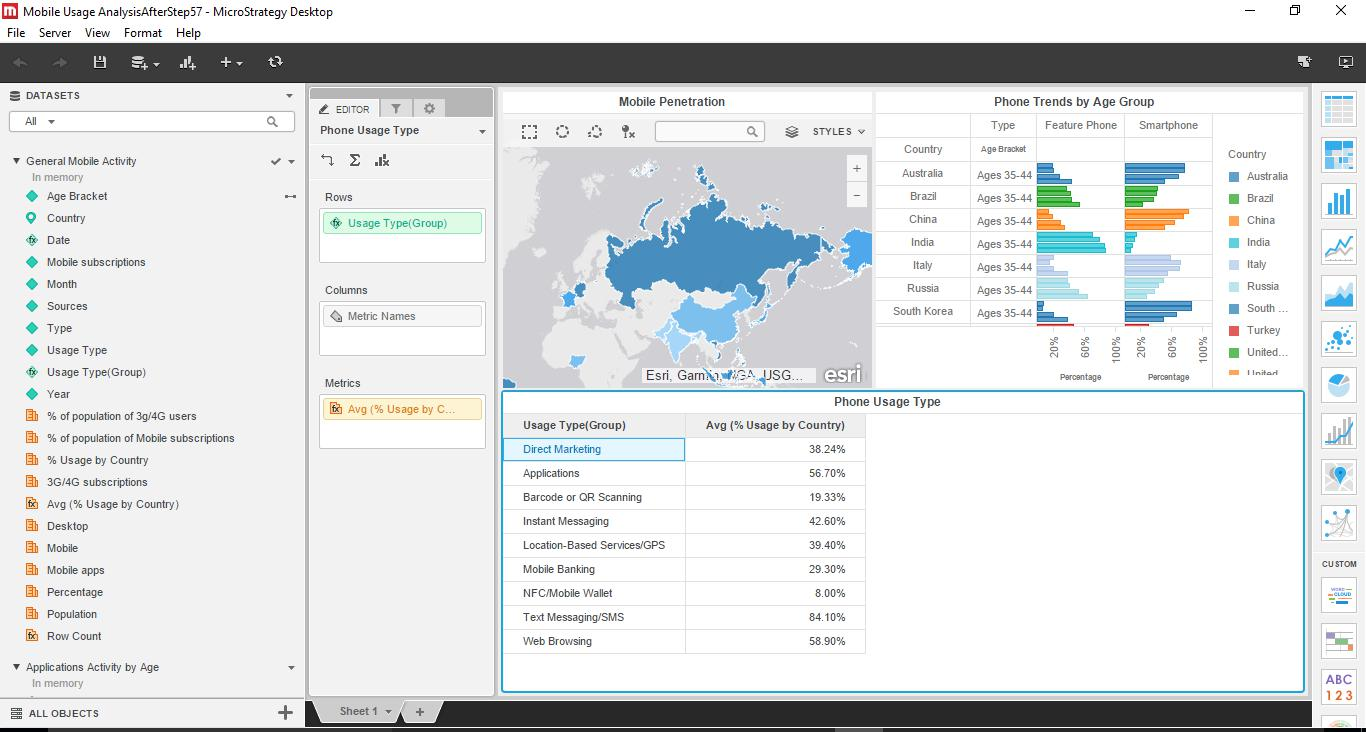 Mobile Usage AnalysisAfterStep57 - MicroStrategy Desktop
File Server View Format Help
DATASETS
All
General Mobile Activity
In memory
Age Bracket
Country
Date
Mobile subscriptions
Month
Sources
Type
Usage Type
Usage Type(Group)
Year
% of population of 3g/4G users
% of population of Mobile subscriptions
% Usage by Country
3G/4G subscriptions
Avg (% Usage by Country)
Desktop
Mobile
Mobile apps
Percentage
Population
Row Count
Applications Activity by Age
In memory
ALL OBJECTS
EDITOR
Phone Usage Type
Rows
Usage Type(Group)
Columns
Metric Names
Metrics
Avg (% Usage by C...
Mobile Penetration
STYLES
Esri, Garmin, USG...
esri
Phone Trends by Age Group
Type Feature Phone Smartphone
Country Age Bracket
Australia Ages 35-44
Brazil Ages 35-44
China Ages 35-44
India Ages 35-44
Italy Ages 35-44
Russia Ages 35-44
South Korea Ages 35-44
20% 60% 100% 20% 60% 100%
Percentage Percentage
Country
Australia
Brazil
China
India
Italy
Russia
South ...
Turkey
United...
United
Phone Usage Type
Usage Type(Group) Avg (% Usage by Country)
Direct Marketing 38.24%
Applications 56.70%
Barcode or QR Scanning 19.33%
Instant Messaging 42.60%
Location-Based Services/GPS 39.40%
Mobile Banking 29.30%
NFC/Mobile Wallet 8.00%
Text Messaging/SMS 84.10%
Web Browsing 58.90%
Sheet 1
CUSTOM
WORD
CLOUD
ABC
123